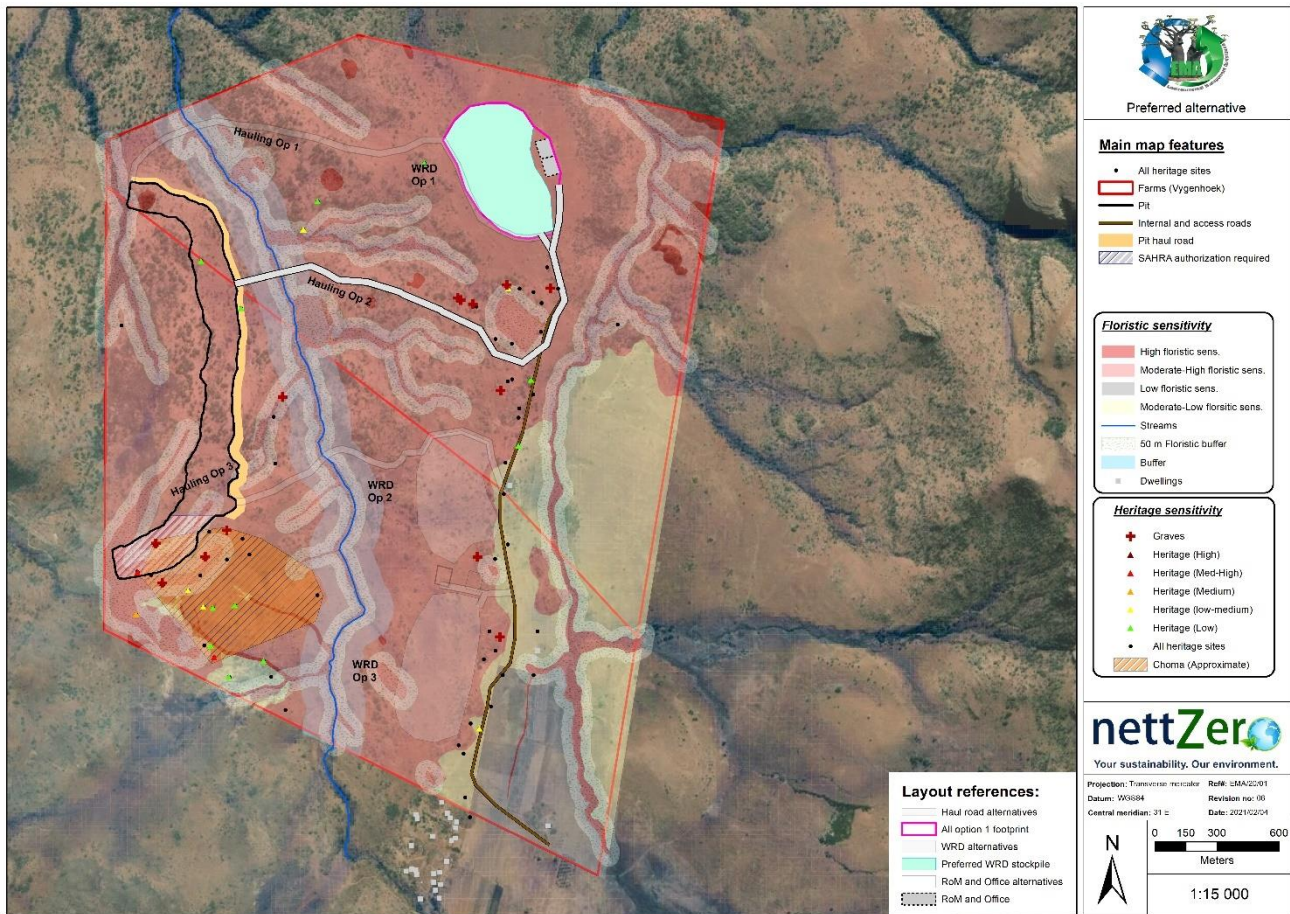 Hauling Op 1
WRD
Op 1
Hauling Op 2
Hauling Op 3
WRD
Op 2
WRD
Op 3
Layout references:
Haul road alternatives
All option 1 footprint
WRD alternatives
Preferred WRD stockpile
RoM and Office alternatives
RoM and Office
EMA
Preferred alternative
Main map features
All heritage sites
Farms (Vygenhoek)
Pit
Internal and access roads
Pit haul road
SAHRA authorization required
Floristic sensitivity
High floristic sens.
Moderate-High floristic sens.
Low floristic sens.
Moderate-Low florsitic sens.
Streams
50 m Floristic buffer
Buffer
Dwellings
Heritage sensitivity
Graves
Heritage (High)
Heritage (Med-High)
Heritage (Medium)
Heritage (low-medium)
Heritage (Low)
All heritage sites
Choma (Approximate)
nettZero
Your sustainability. Our environment.
Projection: Transverse mercator Ref#: EMA/20/01
Datum: WGS84 Revision no: 06
Central meridian: 31 E Date: 2021/02/04
N
0 150 300 600
Meters
1:15 000